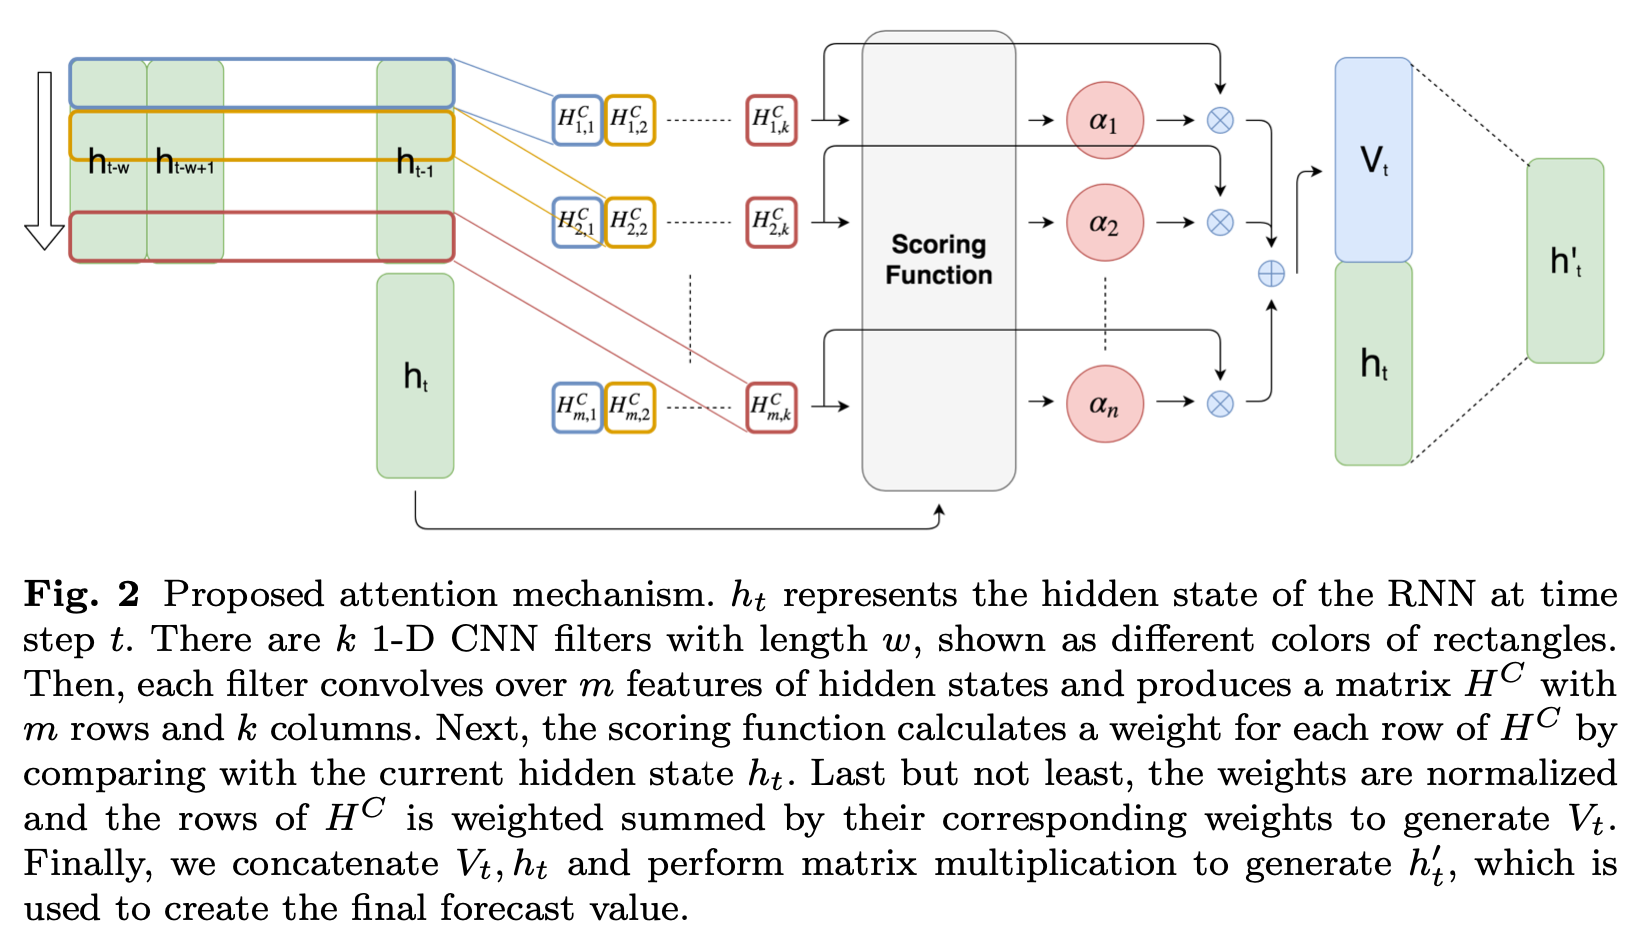 h_{t-w} h_{t-w+1} h_{t-1}
h_t
H^C_{1,1} H^C_{1,2} H^C_{1,k}
H^C_{2,1} H^C_{2,2} H^C_{2,k}
H^C_{m,1} H^C_{m,2} H^C_{m,k}
Scoring
Function
α_1
α_2
α_n
V_t
h_t
h'_t
Fig. 2 Proposed attention mechanism. h_t represents the hidden state of the RNN at time
step t. There are k 1-D CNN filters with length w, shown as different colors of rectangles.
Then, each filter convolves over m features of hidden states and produces a matrix H^C with
m rows and k columns. Next, the scoring function calculates a weight for each row of H^C by
comparing with the current hidden state h_t. Last but not least, the weights are normalized
and the rows of H^C is weighted summed by their corresponding weights to generate V_t.
Finally, we concatenate V_t, h_t and perform matrix multiplication to generate h'_t, which is
used to create the final forecast value.